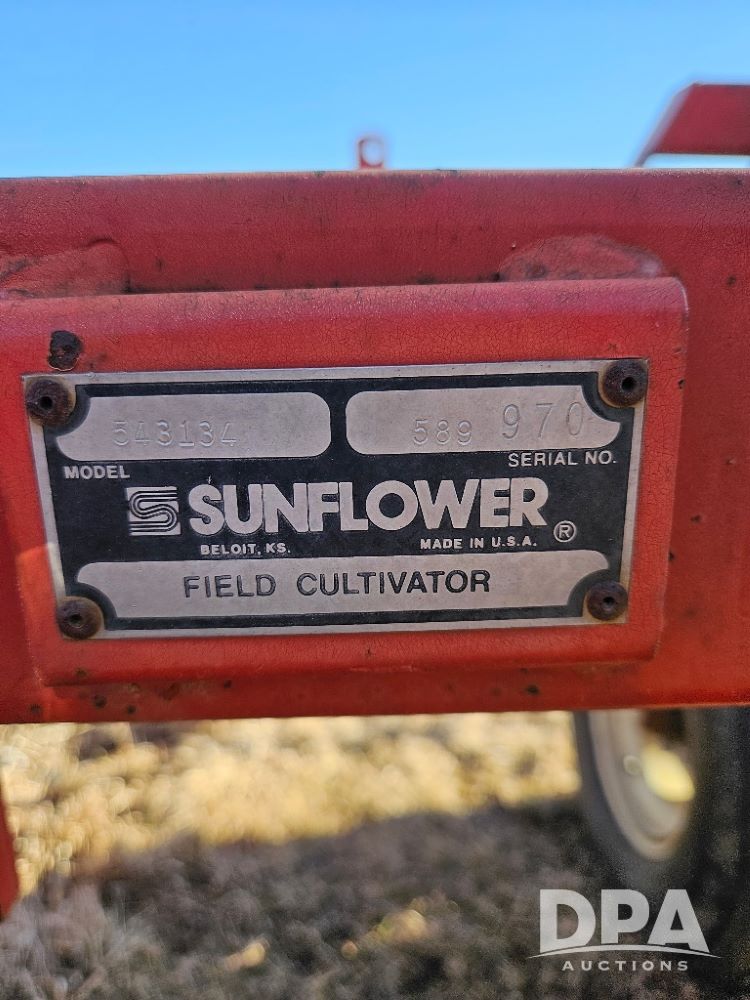 543134 589 970
MODEL SERIAL NO.
SUNFLOWER ®
BELOIT, KS. MADE IN U.S.A.
FIELD CULTIVATOR
DPA
AUCTIONS